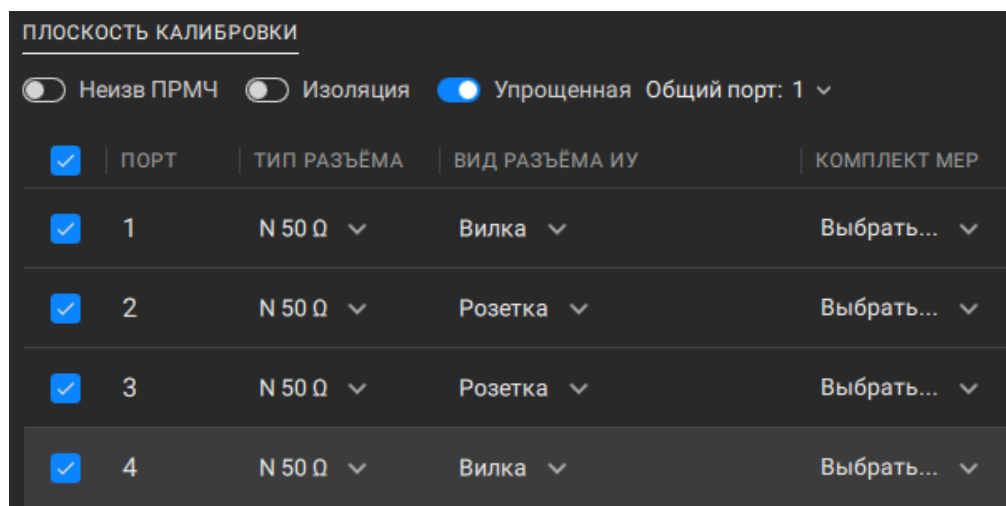 ПЛОСКОСТЬ КАЛИБРОВКИ
Неизв ПРМЧ Изоляция Упрощенная Общий порт: 1
ПОРТ ТИП РАЗЪЁМА ВИД РАЗЪЁМА ИУ КОМПЛЕКТ МЕР
1 N 50 Ω Вилка Выбрать...
2 N 50 Ω Розетка Выбрать...
3 N 50 Ω Розетка Выбрать...
4 N 50 Ω Вилка Выбрать...